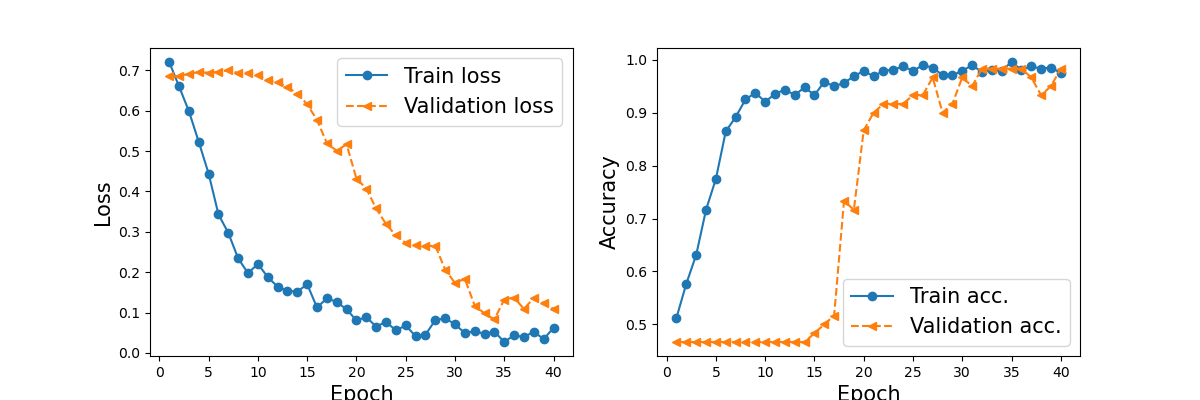 0.7
0.6
0.5
0.4
0.3
0.2
0.1
0.0
Loss
0 5 10 15 20 25 30 35 40
Epoch
Train loss
Validation loss
1.0
0.9
0.8
0.7
0.6
0.5
Accuracy
0 5 10 15 20 25 30 35 40
Epoch
Train acc.
Validation acc.